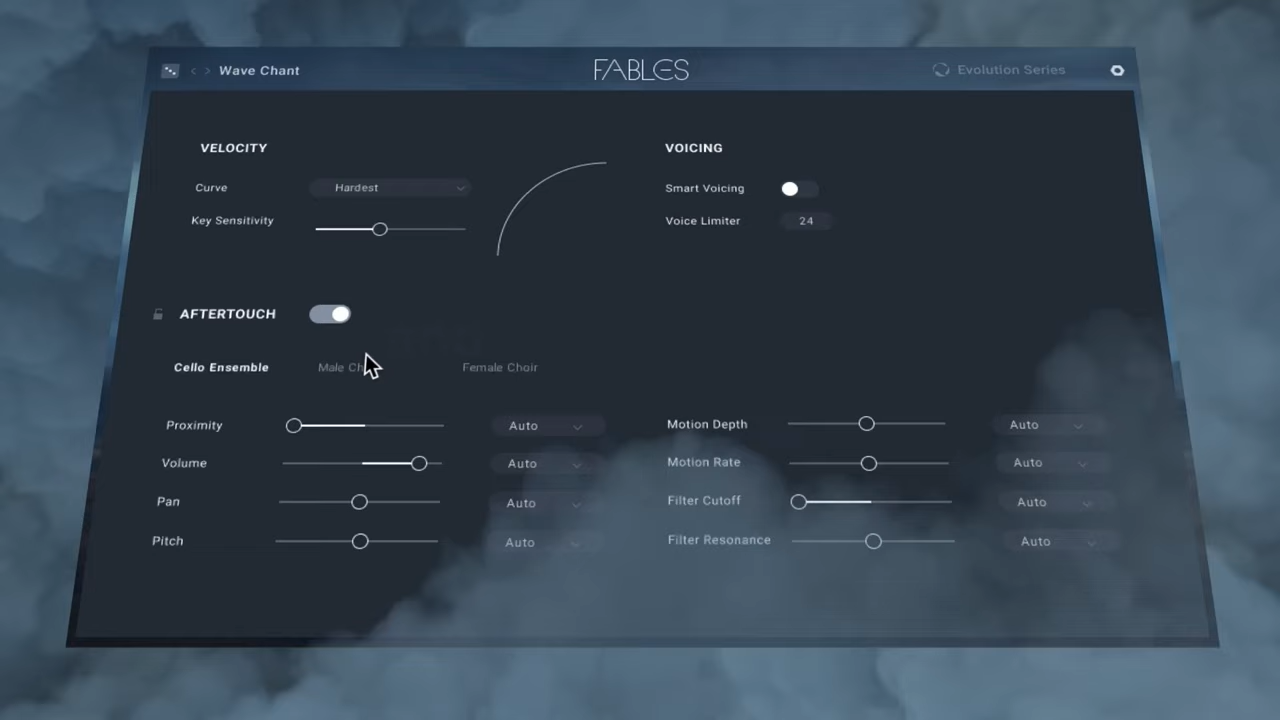 Wave Chant
FABLES
Evolution Series
VELOCITY
Curve
Hardest
Key Sensitivity
VOICING
Smart Voicing
Voice Limiter
24
AFTERTOUCH
Cello Ensemble
Male Ch
Female Choir
Proximity
Auto
Volume
Auto
Pan
Auto
Pitch
Auto
Motion Depth
Auto
Motion Rate
Auto
Filter Cutoff
Auto
Filter Resonance
Auto